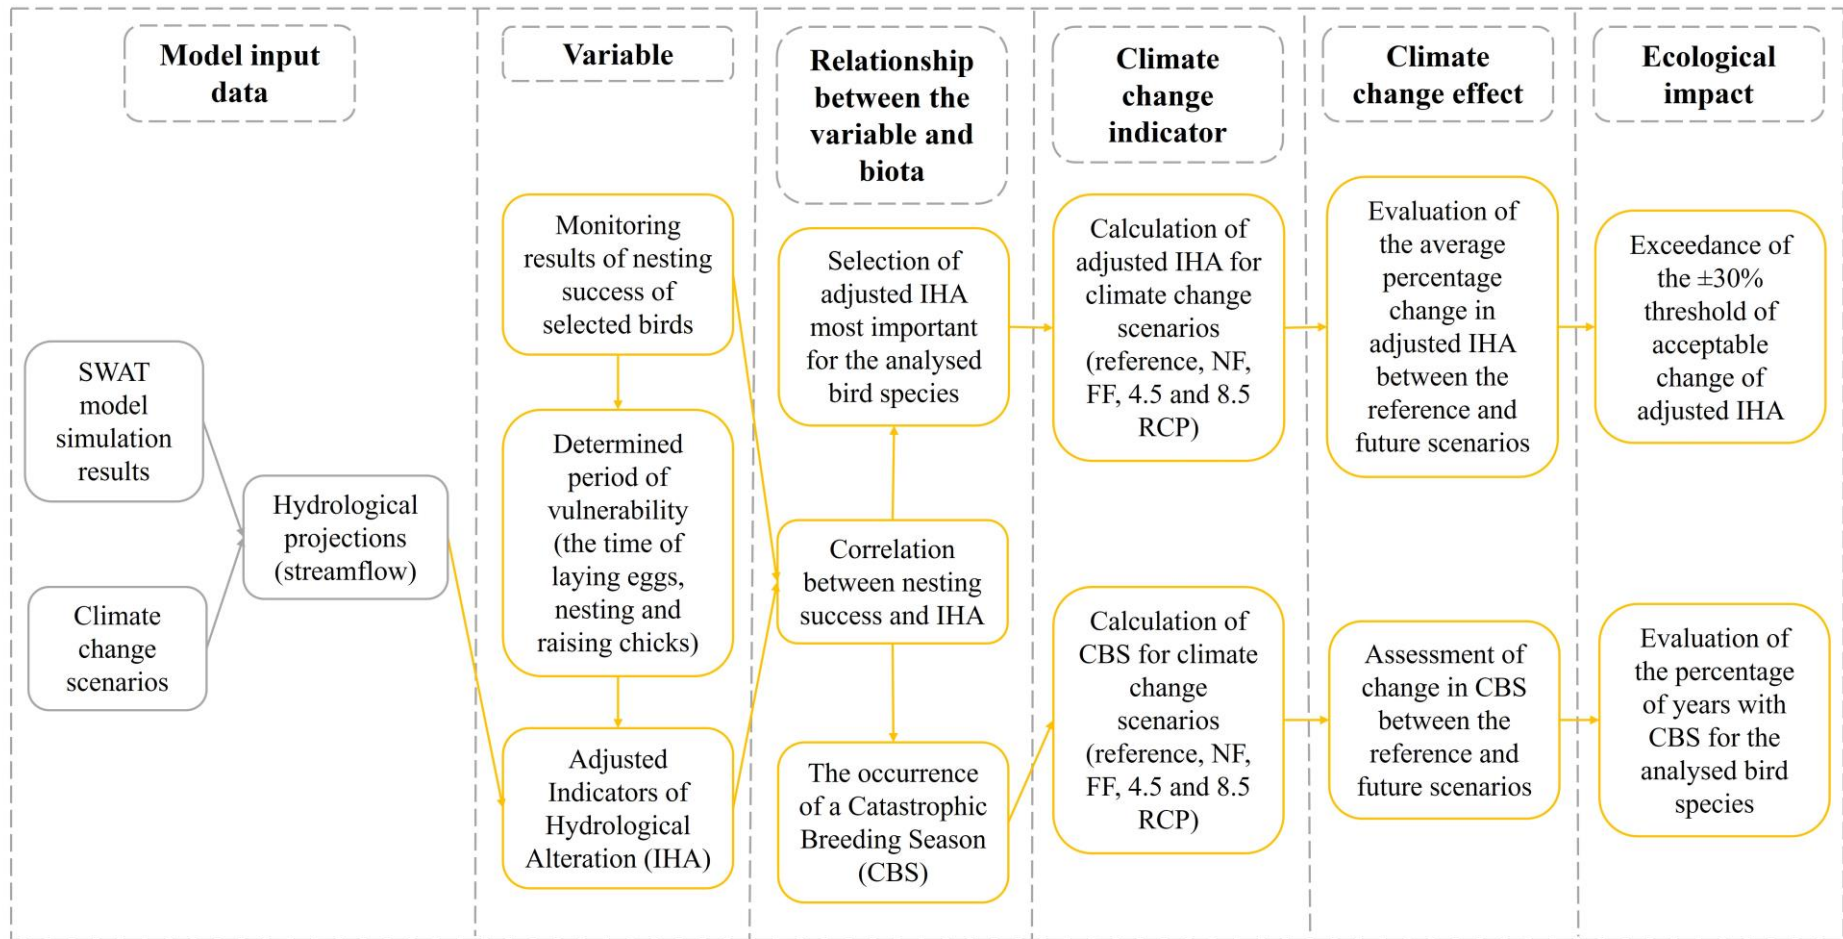 Model input
data
Variable
Relationship
between the
variable and
biota
Climate
change
indicator
Climate
change effect
Ecological
impact
SWAT
model
simulation
results
Climate
change
scenarios
Hydrological
projections
(streamflow)
Monitoring
results of nesting
success of
selected birds
Determined
period of
vulnerability
(the time of
laying eggs,
nesting and
raising chicks)
Adjusted
Indicators of
Hydrological
Alteration (IHA)
Selection of
adjusted IHA
most important
for the analysed
bird species
Correlation
between nesting
success and IHA
The occurrence
of a Catastrophic
Breeding Season
(CBS)
Calculation of
adjusted IHA for
climate change
scenarios
(reference, NF,
FF, 4.5 and 8.5
RCP)
Calculation of
CBS for climate
change
scenarios
(reference, NF,
FF, 4.5 and 8.5
RCP)
Evaluation of
the average
percentage
change in
adjusted IHA
between the
reference and
future scenarios
Assessment of
change in CBS
between the
reference and
future scenarios
Exceedance of
the ±30%
threshold of
acceptable
change of
adjusted IHA
Evaluation of
the percentage
of years with
CBS for the
analysed bird
species